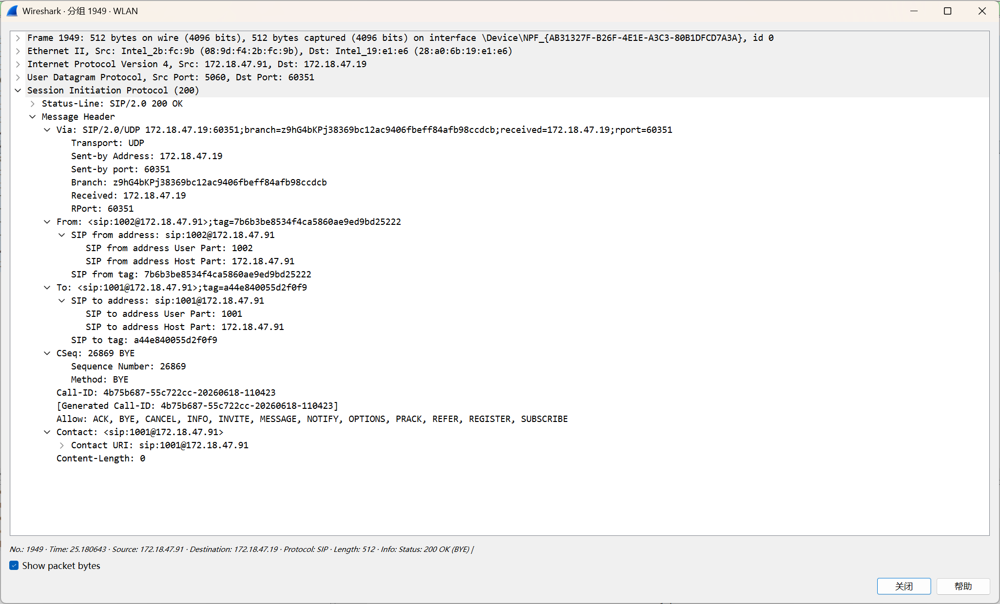 Wireshark · 分组 1949 · WLAN
Frame 1949: 512 bytes on wire (4096 bits), 512 bytes captured (4096 bits) on interface \Device\NPF_{AB31327F-B26F-4E1E-A3C3-80B1DFCD7A3A}, id 0
Ethernet II, Src: Intel_2b:fc:9b (08:9d:f4:2b:fc:9b), Dst: Intel_19:e1:e6 (28:a0:6b:19:e1:e6)
Internet Protocol Version 4, Src: 172.18.47.91, Dst: 172.18.47.19
User Datagram Protocol, Src Port: 5060, Dst Port: 60351
Session Initiation Protocol (200)
Status-Line: SIP/2.0 200 OK
Message Header
Via: SIP/2.0/UDP 172.18.47.19:60351;branch=z9hG4bKPj38369bc12ac9406fbeff84afb98ccdcb;received=172.18.47.19;rport=60351
Transport: UDP
Sent-by Address: 172.18.47.19
Sent-by port: 60351
Branch: z9hG4bKPj38369bc12ac9406fbeff84afb98ccdcb
Received: 172.18.47.19
RPort: 60351
From: <sip:1002@172.18.47.91>;tag=7b6b3be8534f4ca5860ae9ed9bd25222
SIP from address: sip:1002@172.18.47.91
SIP from address User Part: 1002
SIP from address Host Part: 172.18.47.91
SIP from tag: 7b6b3be8534f4ca5860ae9ed9bd25222
To: <sip:1001@172.18.47.91>;tag=a44e840055d2f0f9
SIP to address: sip:1001@172.18.47.91
SIP to address User Part: 1001
SIP to address Host Part: 172.18.47.91
SIP to tag: a44e840055d2f0f9
CSeq: 26869 BYE
Sequence Number: 26869
Method: BYE
Call-ID: 4b75b687-55c722cc-20260618-110423
[Generated Call-ID: 4b75b687-55c722cc-20260618-110423]
Allow: ACK, BYE, CANCEL, INFO, INVITE, MESSAGE, NOTIFY, OPTIONS, PRACK, REFER, REGISTER, SUBSCRIBE
Contact: <sip:1001@172.18.47.91>
Contact URI: sip:1001@172.18.47.91
Content-Length: 0
No.: 1949 · Time: 25.180643 · Source: 172.18.47.91 · Destination: 172.18.47.19 · Protocol: SIP · Length: 512 · Info: Status: 200 OK (BYE) |
Show packet bytes
关闭
帮助